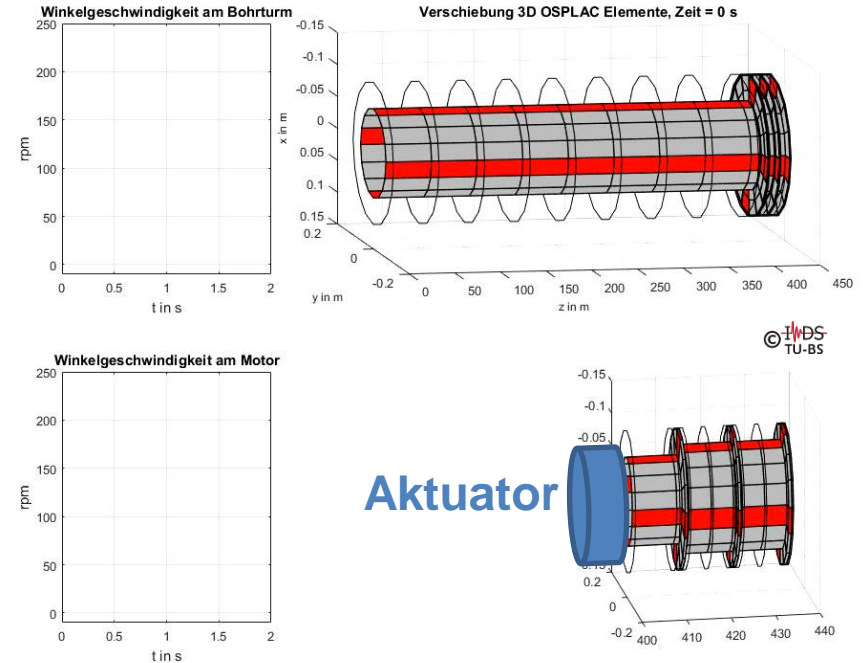 Winkelgeschwindigkeit am Bohrturm
250
200
150
100
50
0
rpm
0 0.5 1 1.5 2
t in s
Verschiebung 3D OSPLAC Elemente, Zeit = 0 s
-0.15
-0.1
-0.05
0
0.05
0.1
0.15
x in m
0.2
0
-0.2
y in m
0 50 100 150 200 250 300 350 400 450
z in m
© IDS
TU-BS
Winkelgeschwindigkeit am Motor
250
200
150
100
50
0
rpm
0 0.5 1 1.5 2
t in s
Aktuator
-0.15
-0.1
-0.05
0.15
0.2
0
-0.2
400 410 420 430 440